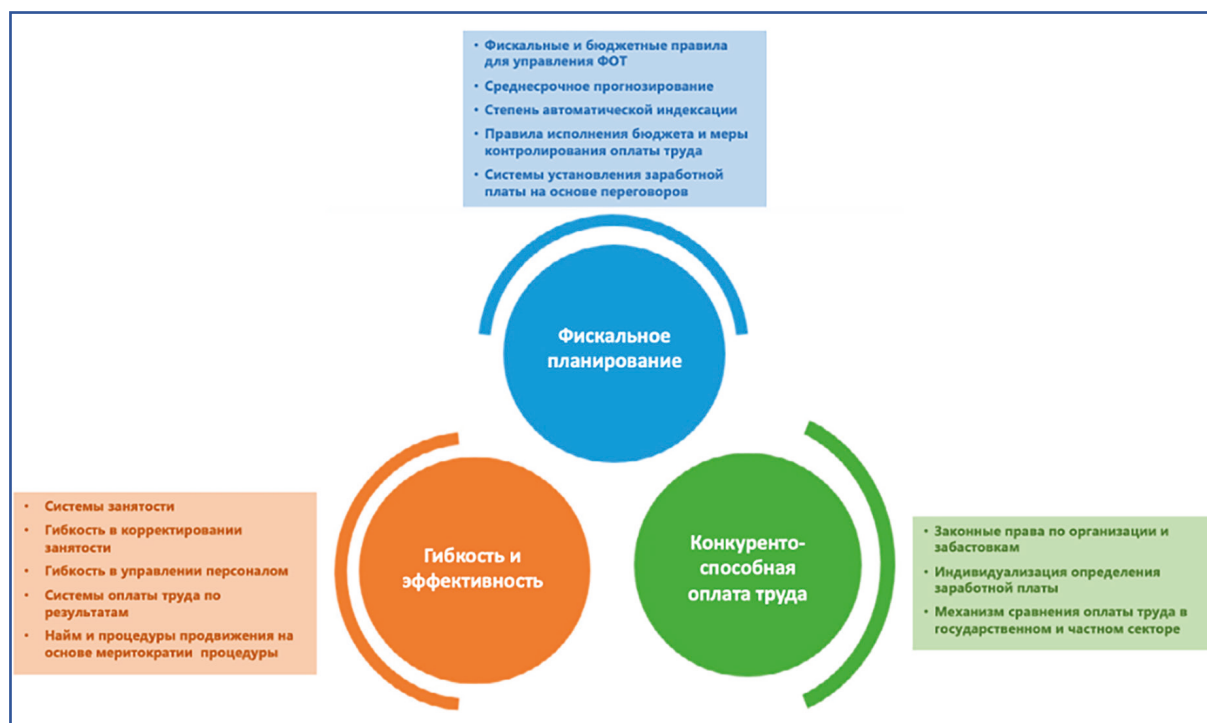 • Фискальные и бюджетные правила
для управления ФОТ
• Среднесрочное прогнозирование
• Степень автоматической индексации
• Правила исполнения бюджета и меры
контролирования оплаты труда
• Системы установления заработной
платы на основе переговоров
Фискальное
планирование
• Системы занятости
• Гибкость в корректировании
занятости
• Гибкость в управлении персоналом
• Системы оплаты труда по
результатам
• Найм и процедуры продвижения на
основе меритократии процедуры
Гибкость и
эффективность
Конкуренто-
способная
оплата труда
• Законные права по организации и
забастовкам
• Индивидуализация определения
заработной платы
• Механизм сравнения оплаты труда в
государственном и частном секторе